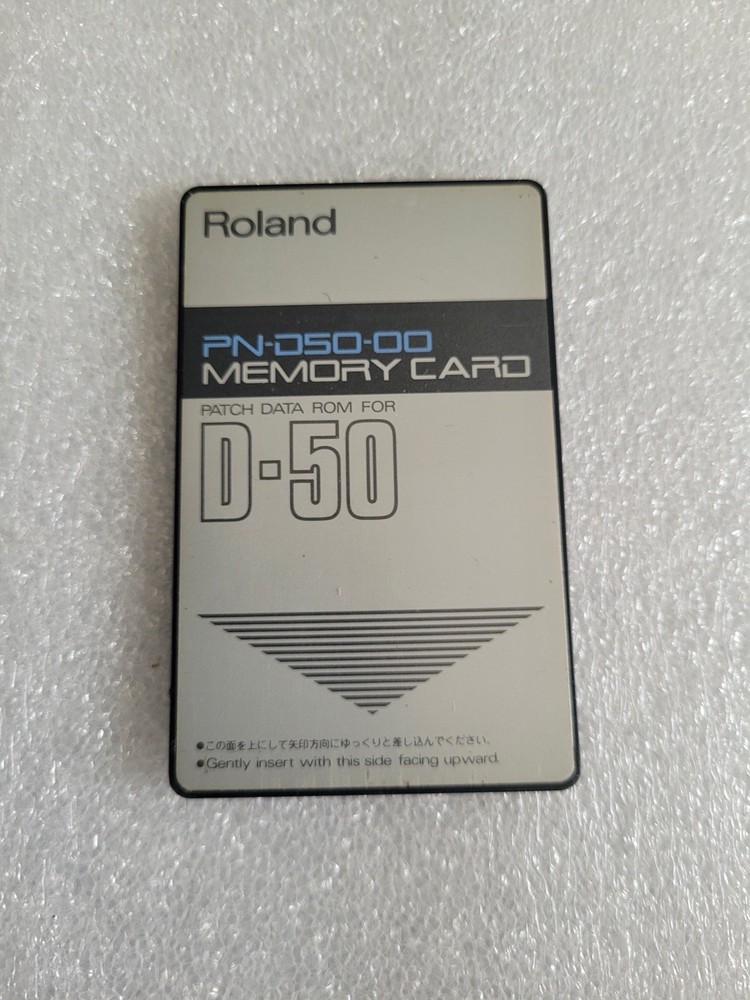 Roland
PN-D50-00
MEMORY CARD
PATCH DATA ROM FOR
D-50
●この面を上にして矢印方向にゆっくりと差し込んでください。
●Gently insert with this side facing upward.